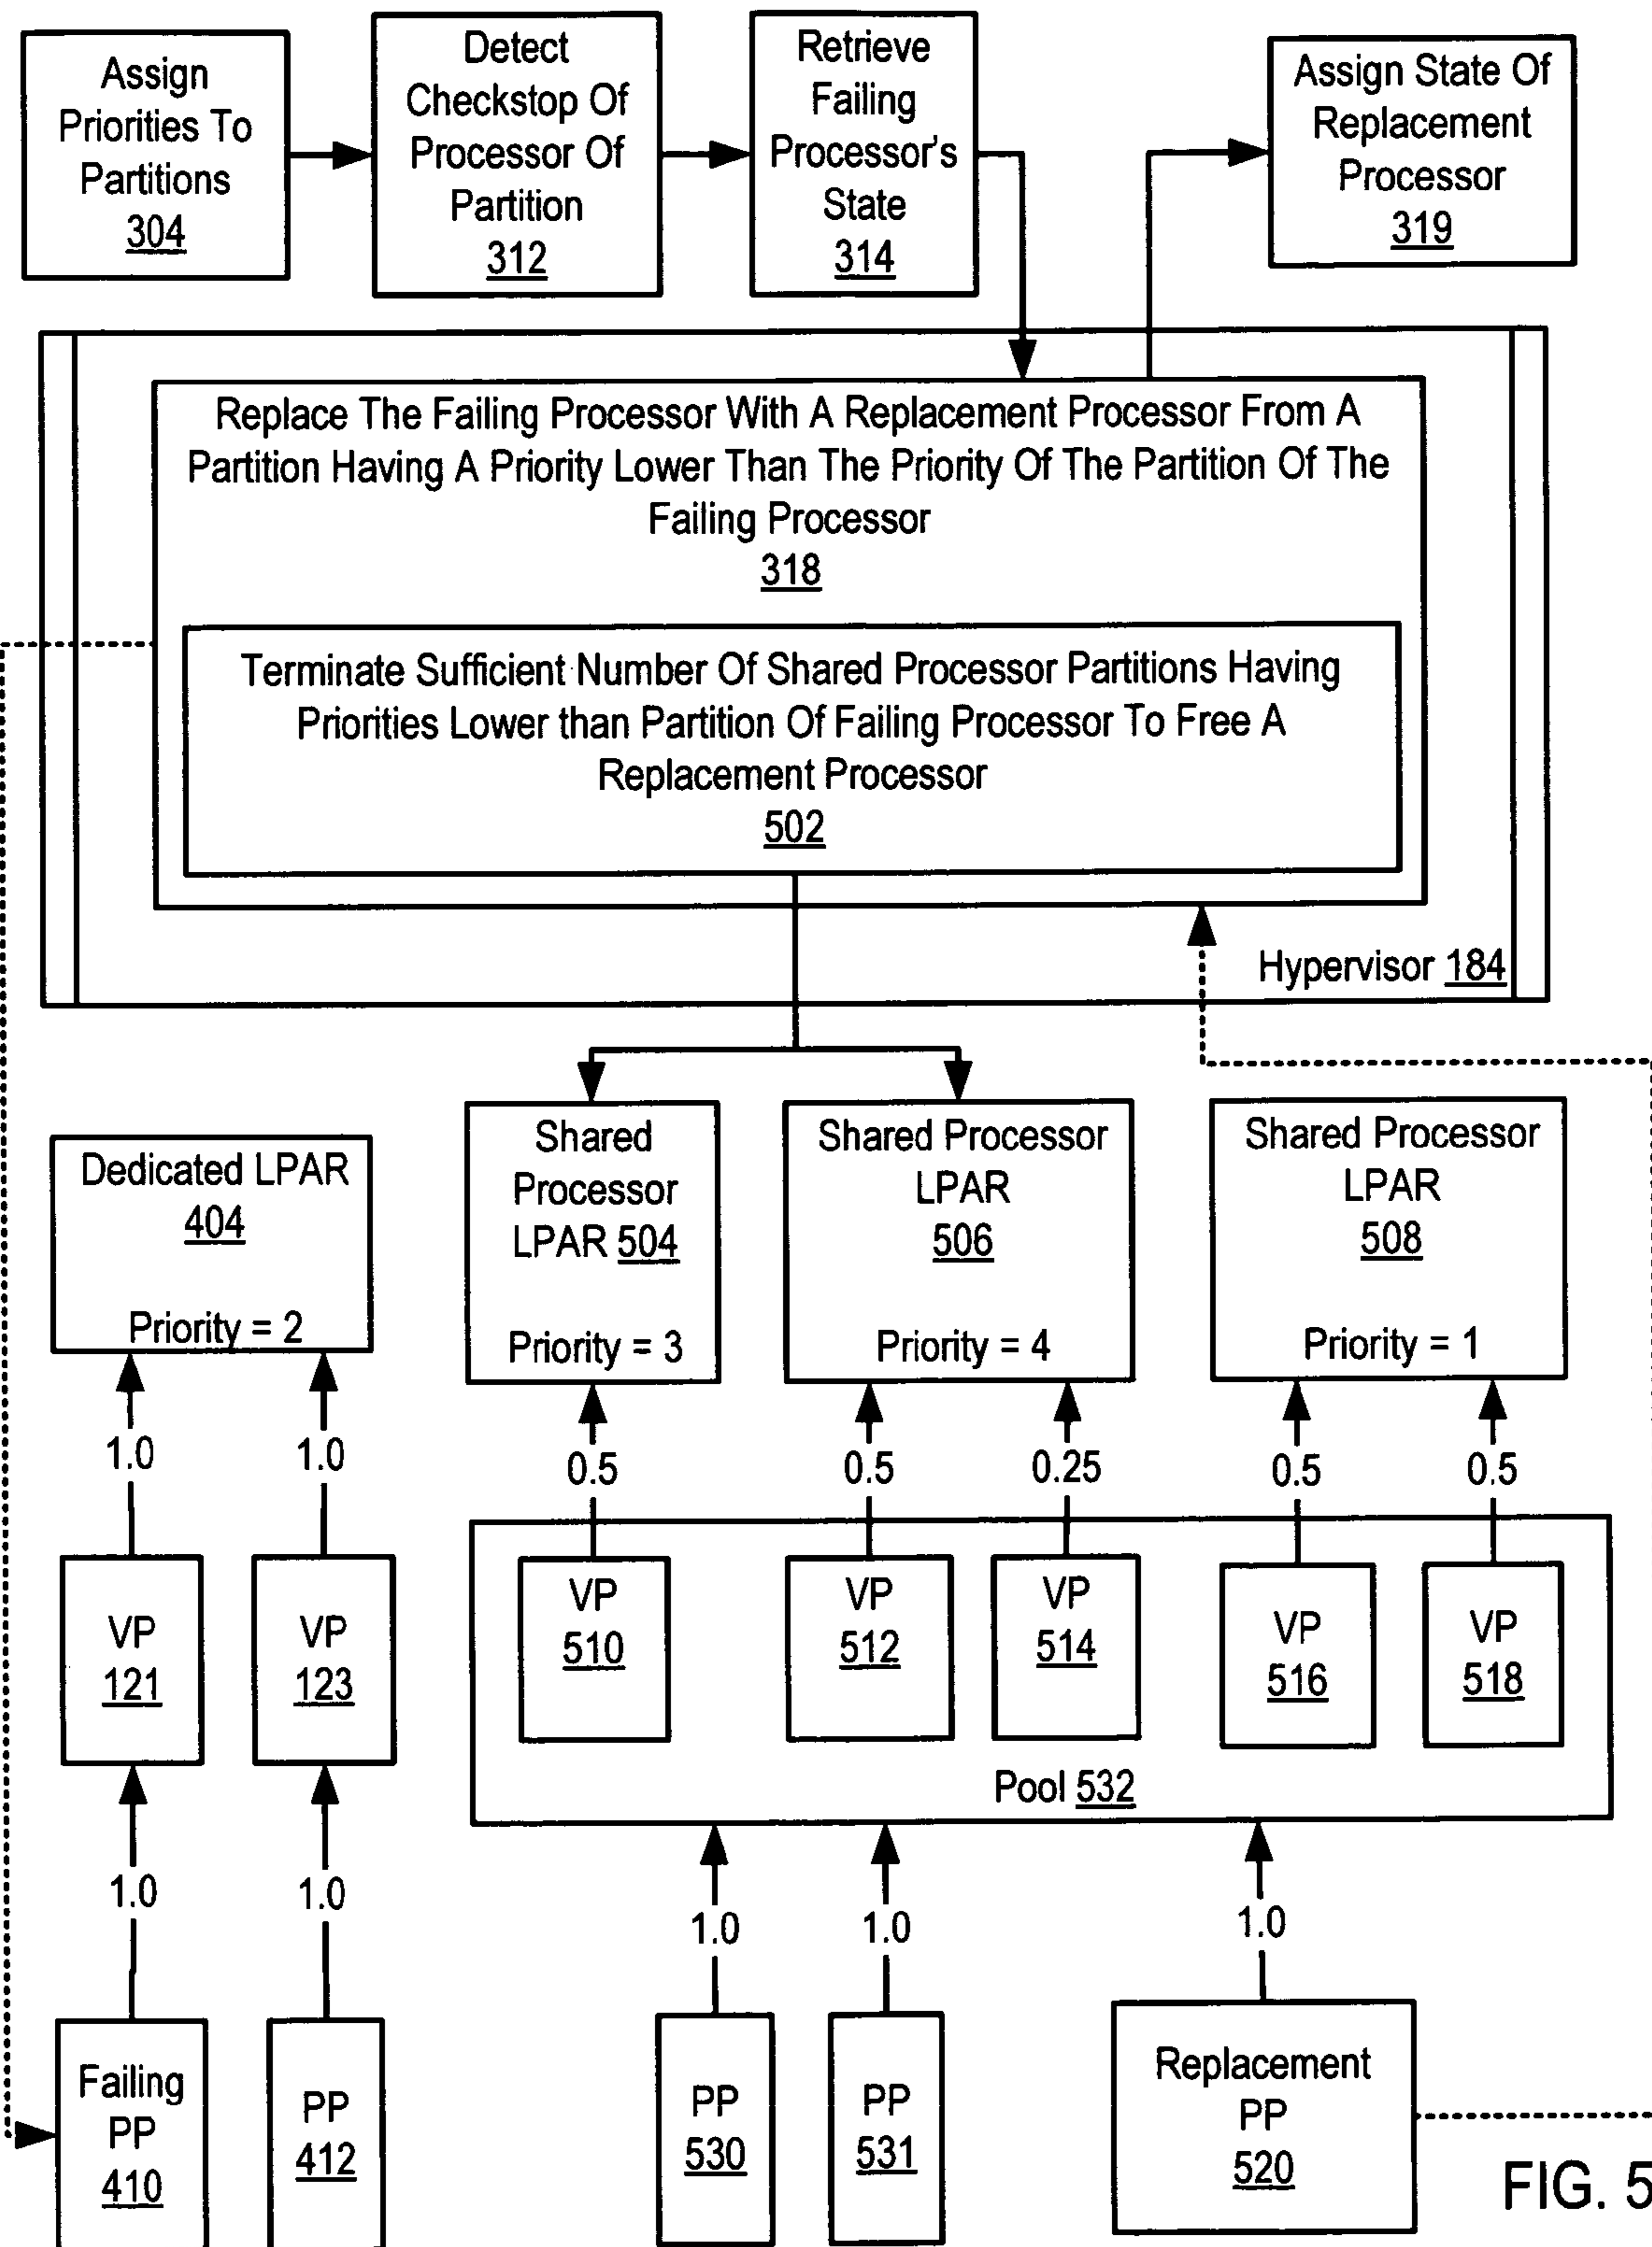 Assign
Priorities To
Partitions
304
Detect
Checkstop Of
Processor Of
Partition
312
Retrieve
Failing
Processor's
State
314
Assign State Of
Replacement
Processor
319
Replace The Failing Processor With A Replacement Processor From A
Partition Having A Priority Lower Than The Priority Of The Partition Of The
Failing Processor
318
Terminate Sufficient Number Of Shared Processor Partitions Having
Priorities Lower than Partition Of Failing Processor To Free A
Replacement Processor
502
Hypervisor 184
Dedicated LPAR
404
Priority = 2
Shared
Processor
LPAR 504
Priority = 3
Shared Processor
LPAR
506
Priority = 4
Shared Processor
LPAR
508
Priority = 1
1.0
1.0
0.5
0.5
0.25
0.5
0.5
VP
121
VP
123
VP
510
VP
512
VP
514
VP
516
VP
518
Pool 532
1.0
1.0
1.0
1.0
1.0
Failing
PP
410
PP
412
PP
530
PP
531
Replacement
PP
520
FIG. 5